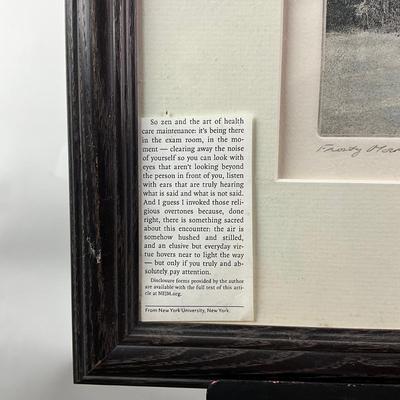 So zen and the art of health
care maintenance: it's being there
in the exam room, in the mo-
ment — clearing away the noise
of yourself so you can look with
eyes that aren't looking beyond
the person in front of you, listen
with ears that are truly hearing
what is said and what is not said.
And I guess I invoked those reli-
gious overtones because, done
right, there is something sacred
about this encounter: the air is
somehow hushed and stilled,
and an elusive but everyday vir-
tue hovers near to light the way
— but only if you truly and ab-
solutely pay attention.
Disclosure forms provided by the author
are available with the full text of this arti-
cle at NEJM.org.
From New York University, New York.
Frosty